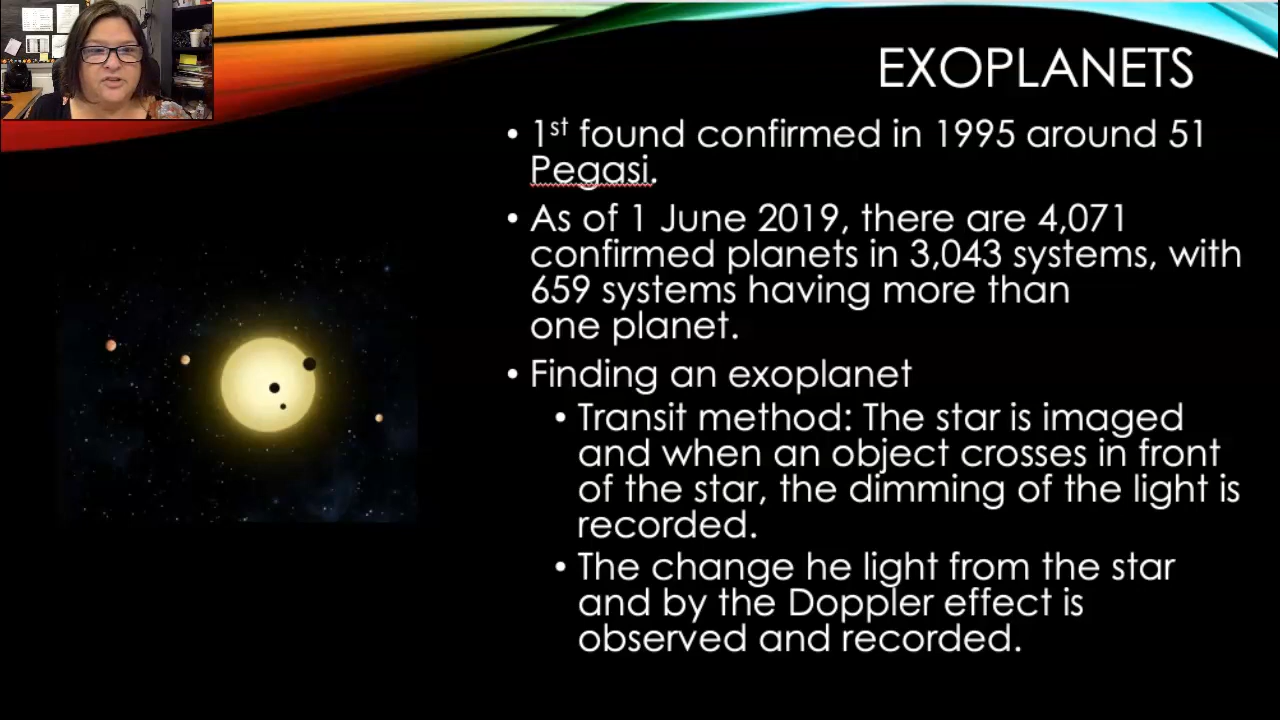 EXOPLANETS
• 1st found confirmed in 1995 around 51
Pegasi.
• As of 1 June 2019, there are 4,071
confirmed planets in 3,043 systems, with
659 systems having more than
one planet.
• Finding an exoplanet
• Transit method: The star is imaged
and when an object crosses in front
of the star, the dimming of the light is
recorded.
• The change he light from the star
and by the Doppler effect is
observed and recorded.